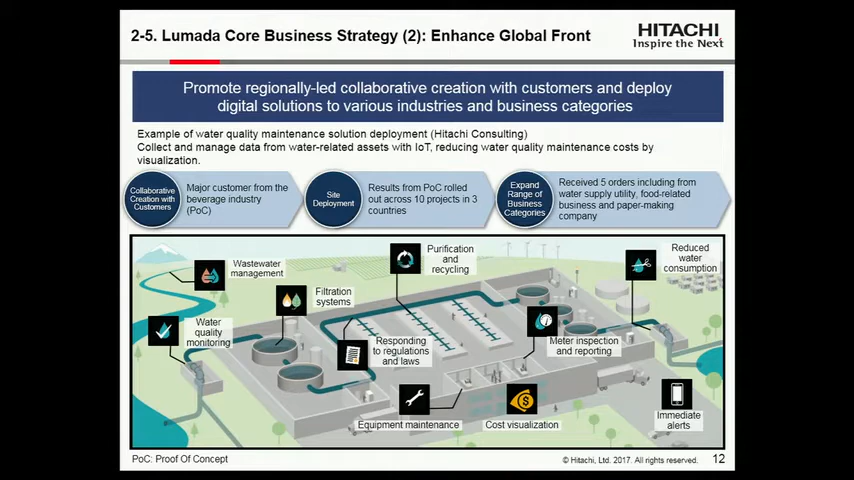 2-5. Lumada Core Business Strategy (2): Enhance Global Front
HITACHI
Inspire the Next
Promote regionally-led collaborative creation with customers and deploy
digital solutions to various industries and business categories
Example of water quality maintenance solution deployment (Hitachi Consulting)
Collect and manage data from water-related assets with IoT, reducing water quality maintenance costs by
visualization.
Collaborative
Creation with
Customers
Major customer from the
beverage industry
(PoC)
Site
Deployment
Results from PoC rolled
out across 10 projects in 3
countries
Expand
Range of
Business
Categories
Received 5 orders including from
water supply utility, food-related
business and paper-making
company
Wastewater
management
Purification
and
recycling
Reduced
water
consumption
Filtration
systems
Water
quality
monitoring
Responding
to regulations
and laws
Meter inspection
and reporting
Equipment maintenance
Cost visualization
Immediate
alerts
PoC: Proof Of Concept
© Hitachi, Ltd. 2017. All rights reserved.
12